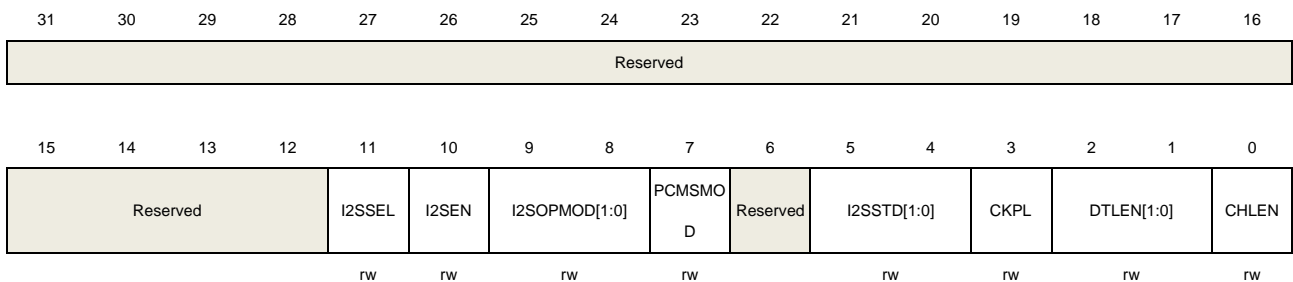 31 30 29 28 27 26 25 24 23 22 21 20 19 18 17 16
Reserved
15 14 13 12 11 10 9 8 7 6 5 4 3 2 1 0
Reserved I2SSEL I2SEN I2SOPMOD[1:0] PCMSMO
D Reserved I2SSTD[1:0] CKPL DTLEN[1:0] CHLEN
rw rw rw rw rw rw rw rw